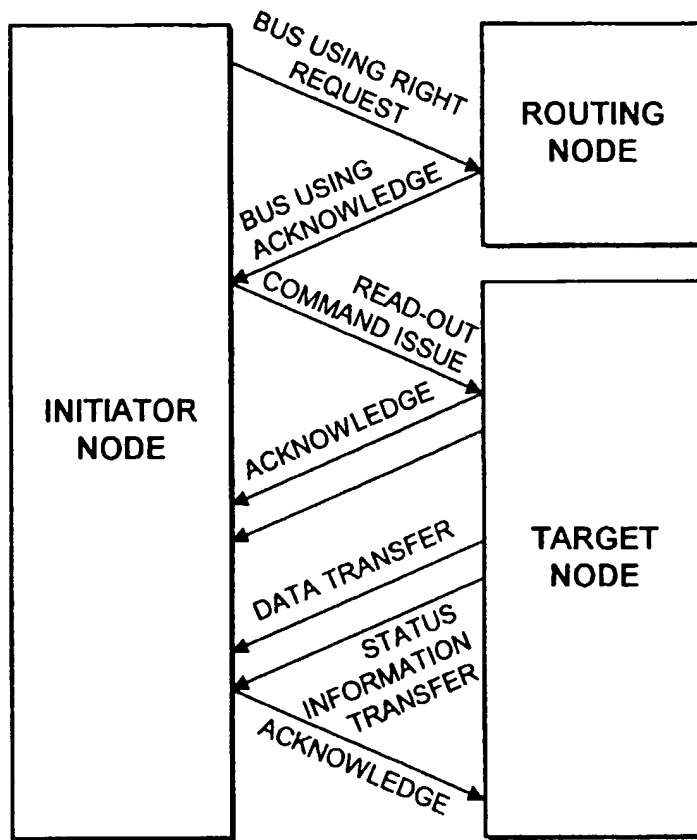 BUS USING RIGHT
REQUEST
ROUTING
NODE
BUS USING
ACKNOWLEDGE
READ-OUT
COMMAND ISSUE
INITIATOR
NODE
ACKNOWLEDGE
TARGET
NODE
DATA TRANSFER
STATUS
INFORMATION
TRANSFER
ACKNOWLEDGE